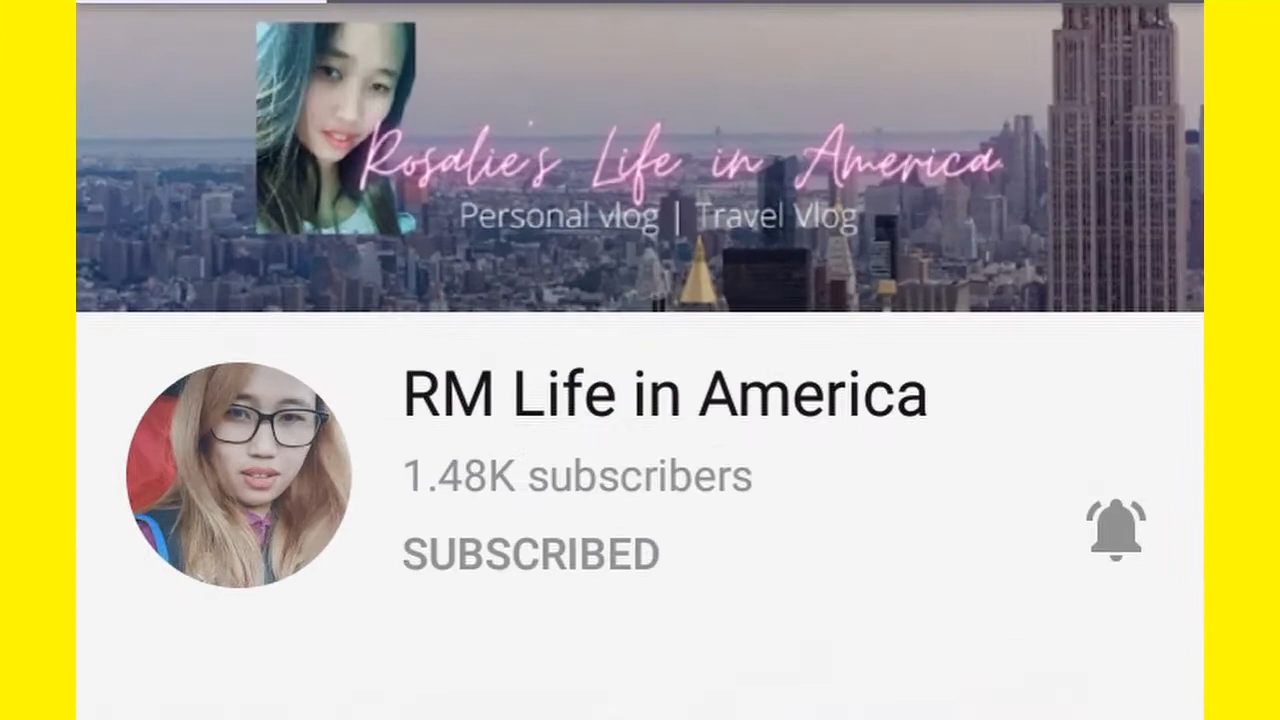 Rosalie's Life in America
Personal vlog | Travel Vlog
RM Life in America
1.48K subscribers
SUBSCRIBED